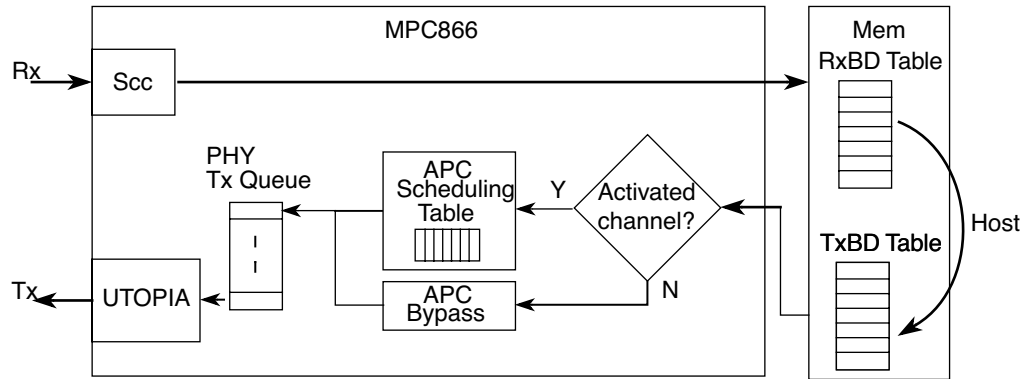 MPC866
Mem
RxBD Table
Rx
Scc
PHY
Tx Queue
APC
Scheduling
Table
Y
Activated
channel?
Host
TxBD Table
N
Tx
UTOPIA
APC
Bypass